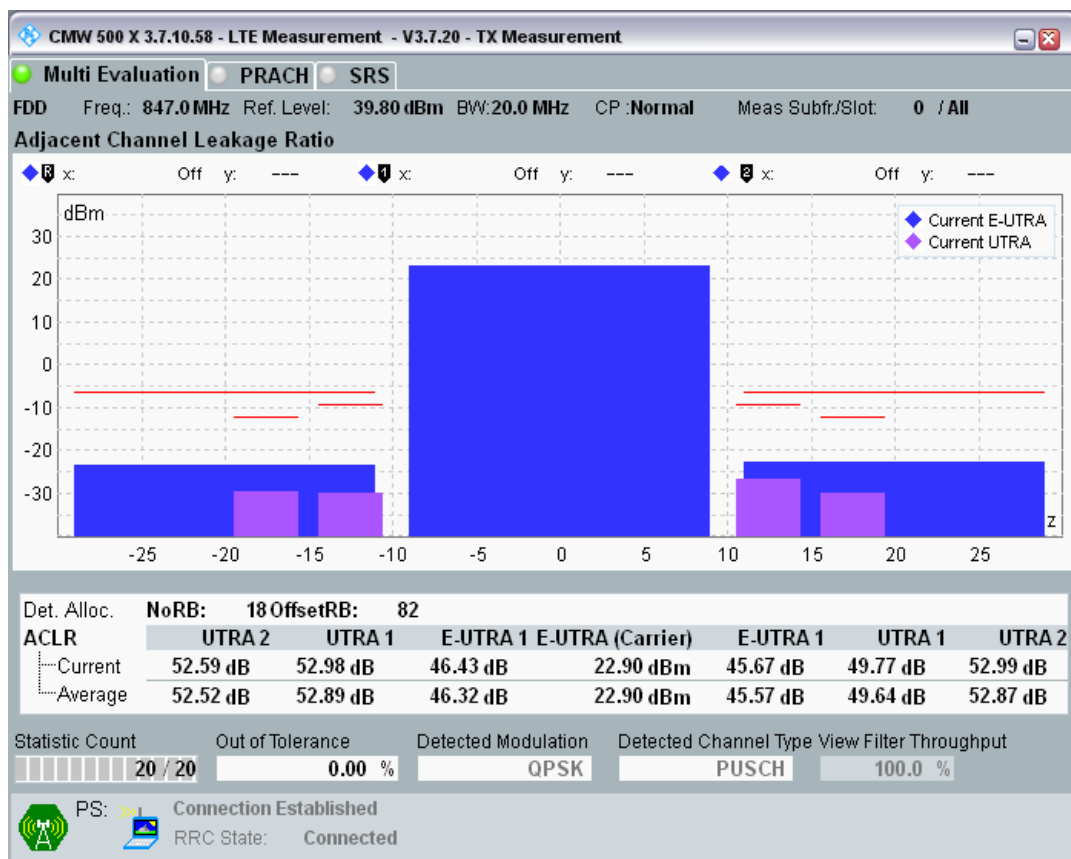 CMW 500 X 3.7.10.58 - LTE Measurement - V3.7.20 - TX Measurement
Multi Evaluation PRACH SRS
FDD Freq.: 847.0 MHz Ref. Level: 39.80 dBm BW:20.0 MHz CP :Normal Meas Subfr./Slot: 0 / All
Adjacent Channel Leakage Ratio
R x: Off y: --- 1 x: Off y: --- 2 x: Off y: ---
dBm
Current E-UTRA
Current UTRA
30
20
10
0
-10
-20
-30
z
-25 -20 -15 -10 -5 0 5 10 15 20 25
Det. Alloc. NoRB: 18 OffsetRB: 82
ACLR UTRA 2 UTRA 1 E-UTRA 1 E-UTRA (Carrier) E-UTRA 1 UTRA 1 UTRA 2
Current 52.59 dB 52.98 dB 46.43 dB 22.90 dBm 45.67 dB 49.77 dB 52.99 dB
Average 52.52 dB 52.89 dB 46.32 dB 22.90 dBm 45.57 dB 49.64 dB 52.87 dB
Statistic Count Out of Tolerance Detected Modulation Detected Channel Type View Filter Throughput
20 / 20 0.00 % QPSK PUSCH 100.0 %
PS: Connection Established
RRC State: Connected